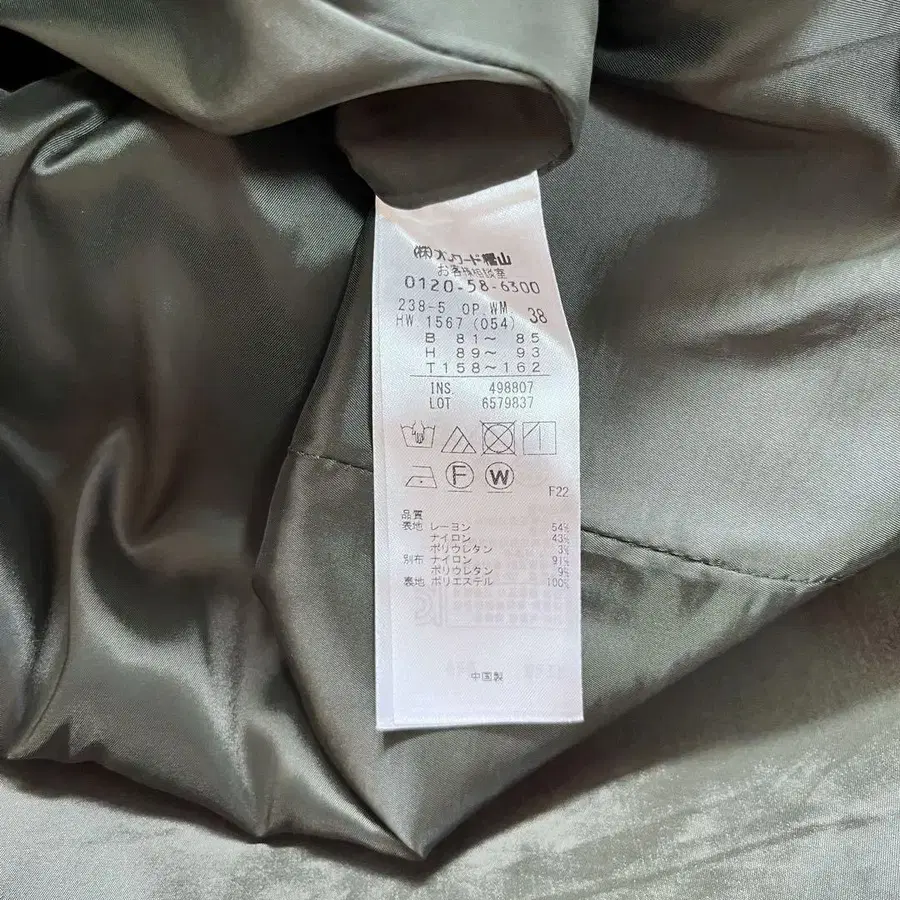 (株)オンワード樫山
お客様相談室
0120-58-6300
238-5 OP.WM. 38
HW 1567 (054)
B 81～ 85
H 89～ 93
T158～162
INS. 498807
LOT 6579837
F W
F22
品質
表地 レーヨン 54%
ナイロン 43%
ポリウレタン 3%
別布 ナイロン 91%
ポリウレタン 9%
裏地 ポリエステル 100%
中国製